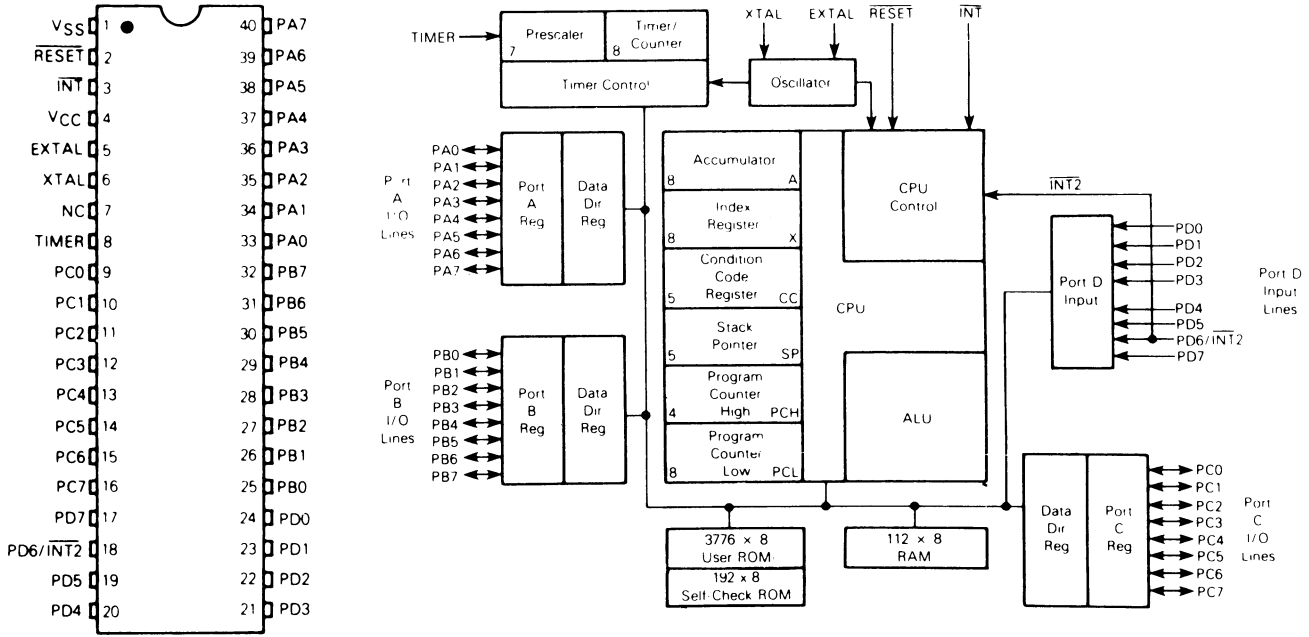 VSS 1 40 PA7
RESET 2 39 PA6
INT 3 38 PA5
VCC 4 37 PA4
EXTAL 5 36 PA3
XTAL 6 35 PA2
NC 7 34 PA1
TIMER 8 33 PA0
PC0 9 32 PB7
PC1 10 31 PB6
PC2 11 30 PB5
PC3 12 29 PB4
PC4 13 28 PB3
PC5 14 27 PB2
PC6 15 26 PB1
PC7 16 25 PB0
PD7 17 24 PD0
PD6/INT2 18 23 PD1
PD5 19 22 PD2
PD4 20 21 PD3
TIMER
Prescaler
7
Timer/
Counter
8
Timer Control
XTAL EXTAL RESET INT
Oscillator
Port
A
I/O
Lines
PA0
PA1
PA2
PA3
PA4
PA5
PA6
PA7
Port
A
Reg
Data
Dir
Reg
Port
B
I/O
Lines
PB0
PB1
PB2
PB3
PB4
PB5
PB6
PB7
Port
B
Reg
Data
Dir
Reg
Accumulator
8 A
Index
Register
8 X
Condition
Code
Register
5 CC
Stack
Pointer
5 SP
Program
Counter
High
4 PCH
Program
Counter
Low
8 PCL
CPU
CPU
Control
ALU
INT2
Port D
Input
PD0
PD1
PD2
PD3
PD4
PD5
PD6/INT2
PD7
Port D
Input
Lines
3776 × 8
User ROM
192 x 8
Self-Check ROM
112 × 8
RAM
Data
Dir
Reg
Port
C
Reg
PC0
PC1
PC2
PC3
PC4
PC5
PC6
PC7
Port
C
I/O
Lines